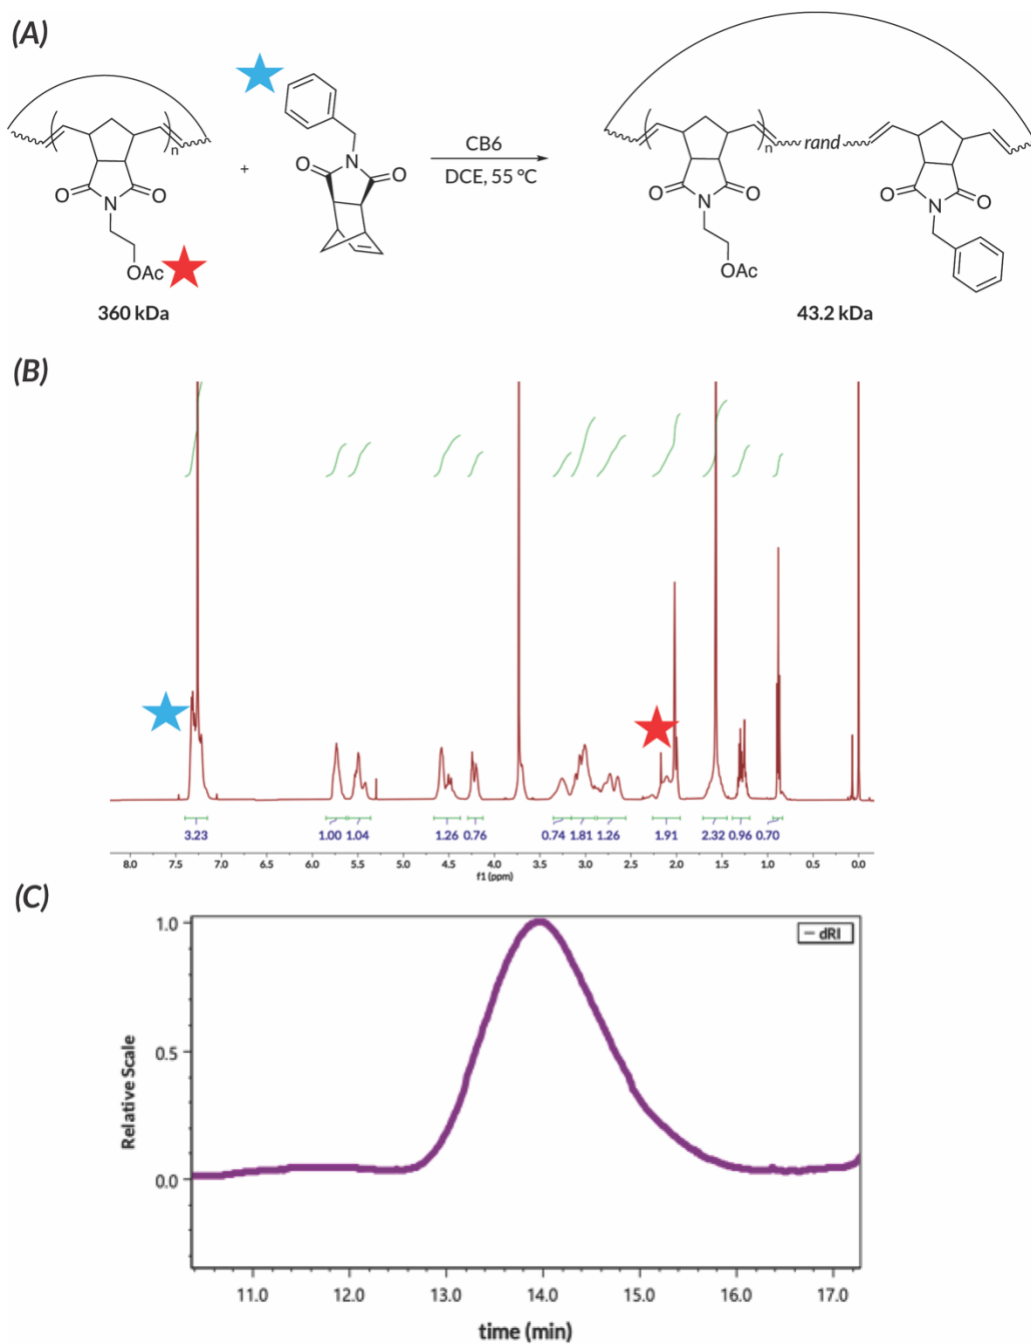 (A)
O
N
O
n
OAc
360 kDa
+
N
O
O
CB6
DCE, 55 °C
O
N
O
n
OAc
rand
O
N
O
43.2 kDa
(B)
3.23
1.00 1.04
1.26 0.76
0.74 1.81 1.26
1.91
2.32 0.96 0.70
8.0 7.5 7.0 6.5 6.0 5.5 5.0 4.5 4.0 3.5 3.0 2.5 2.0 1.5 1.0 0.5 0.0
f1 (ppm)
(C)
dRI
1.0
0.5
0.0
Relative Scale
11.0 12.0 13.0 14.0 15.0 16.0 17.0
time (min)